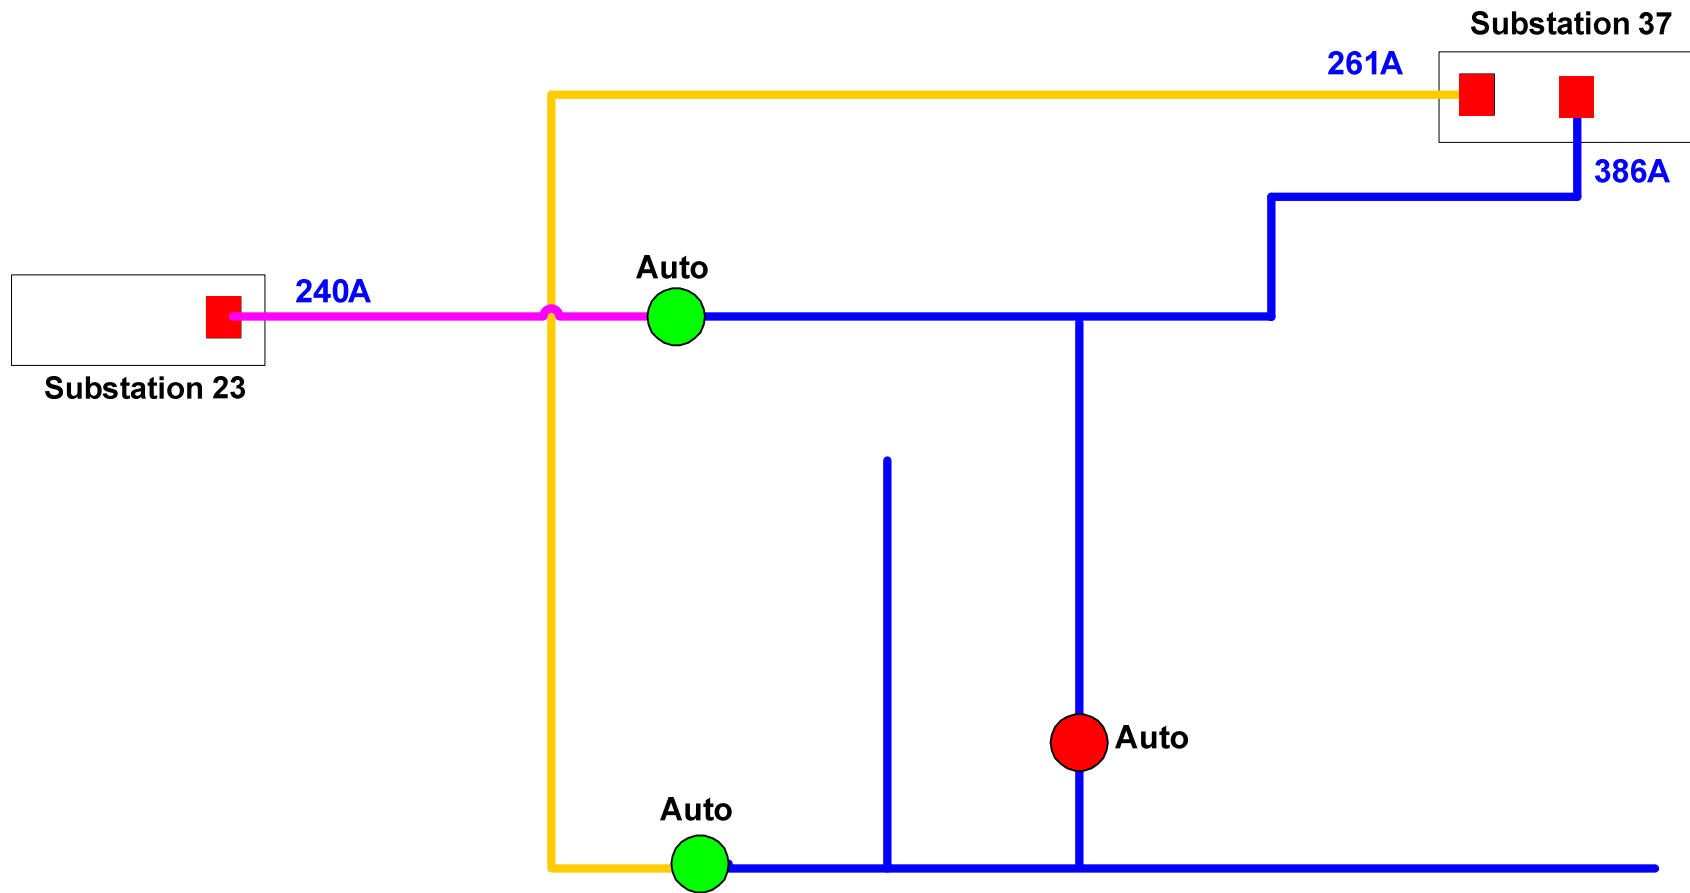 Substation 37
261A
386A
Auto
240A
Substation 23
Auto
Auto